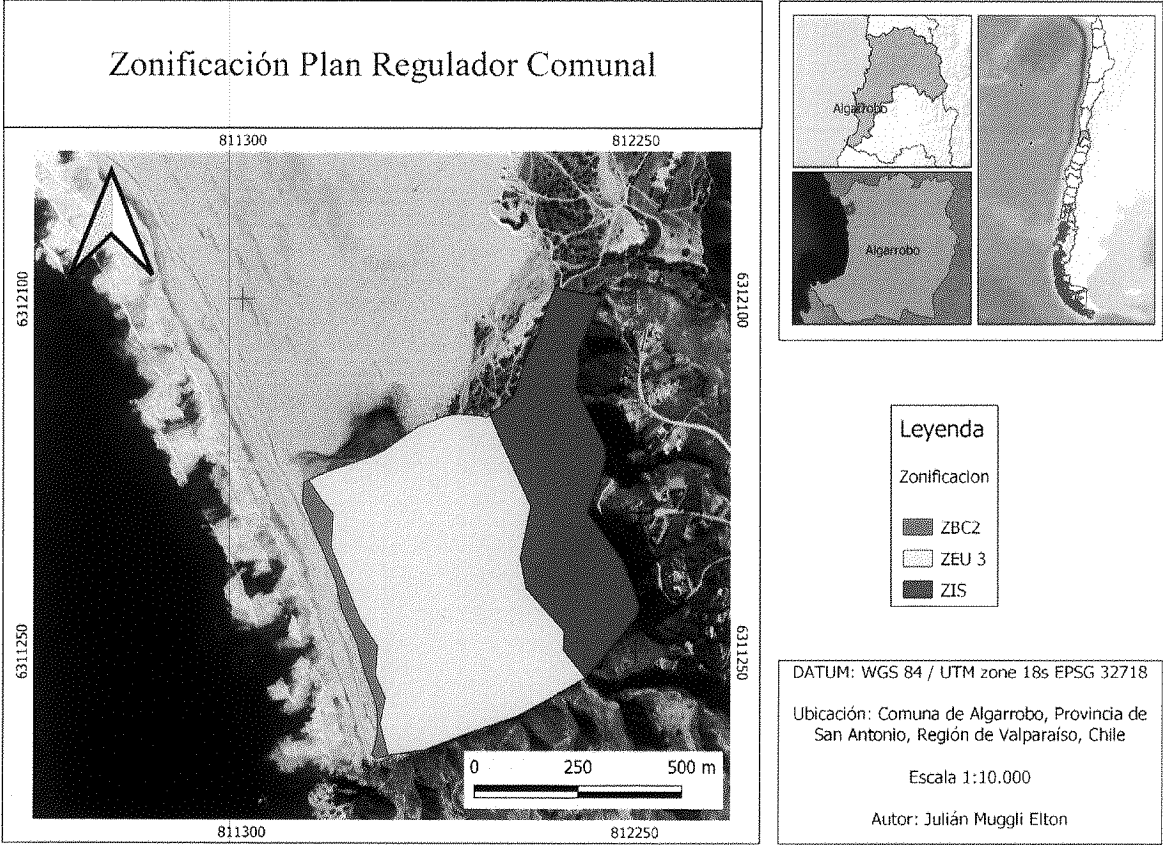 Zonificación Plan Regulador Comunal
811300
812250
6312100
6312100
6311250
6311250
0 250 500 m
811300
812250
Algarrobo
Algarrobo
Leyenda
Zonificacion
ZBC2
ZEU 3
ZIS
DATUM: WGS 84 / UTM zone 18s EPSG 32718
Ubicación: Comuna de Algarrobo, Provincia de
San Antonio, Región de Valparaíso, Chile
Escala 1:10.000
Autor: Julián Muggli Elton